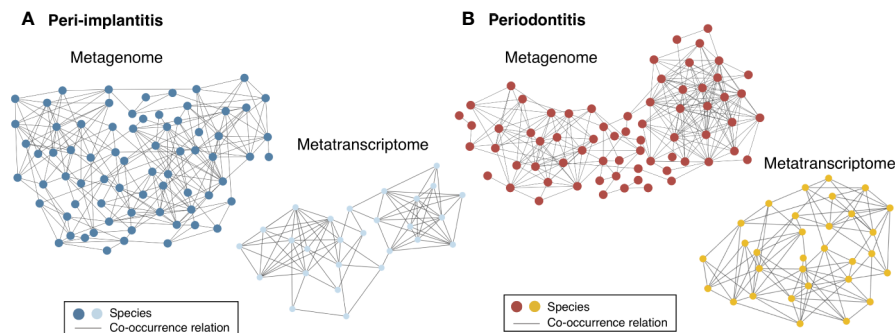 A Peri-implantitis
Metagenome
Metatranscriptome
Species
Co-occurrence relation
B Periodontitis
Metagenome
Metatranscriptome
Species
Co-occurrence relation